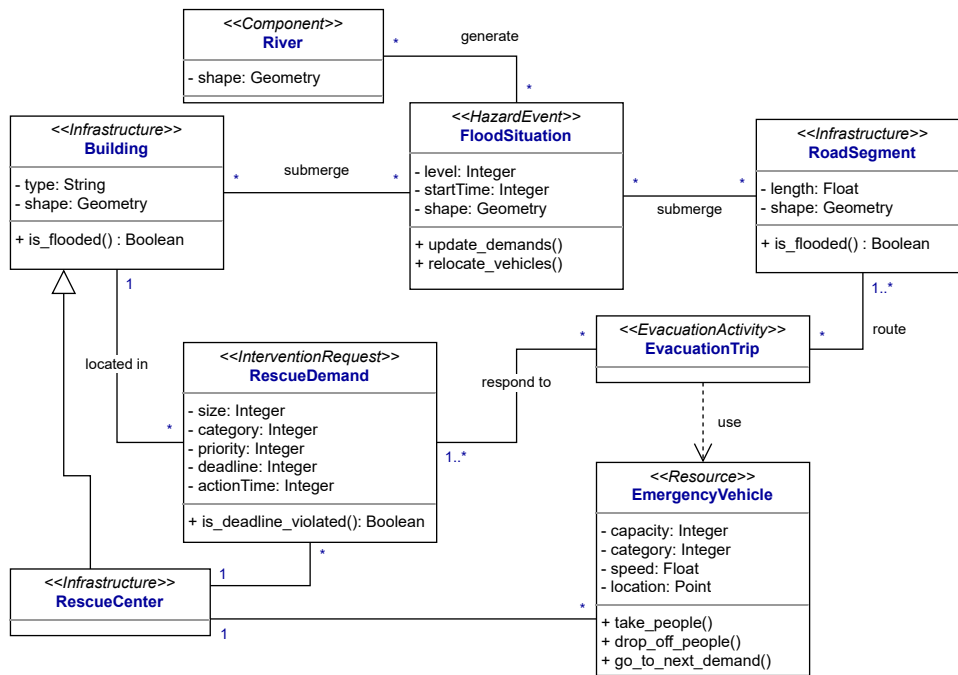 <<Component>>
River
- shape: Geometry
*
generate
*
<<Infrastructure>>
Building
- type: String
- shape: Geometry
+ is_flooded() : Boolean
*
submerge
*
<<HazardEvent>>
FloodSituation
- level: Integer
- startTime: Integer
- shape: Geometry
+ update_demands()
+ relocate_vehicles()
*
submerge
*
<<Infrastructure>>
RoadSegment
- length: Float
- shape: Geometry
+ is_flooded() : Boolean
1
located in
*
1..*
route
*
<<EvacuationActivity>>
EvacuationTrip
*
respond to
1..*
<<InterventionRequest>>
RescueDemand
- size: Integer
- category: Integer
- priority: Integer
- deadline: Integer
- actionTime: Integer
+ is_deadline_violated(): Boolean
use
<<Resource>>
EmergencyVehicle
- capacity: Integer
- category: Integer
- speed: Float
- location: Point
+ take_people()
+ drop_off_people()
+ go_to_next_demand()
<<Infrastructure>>
RescueCenter
1
*
1
*